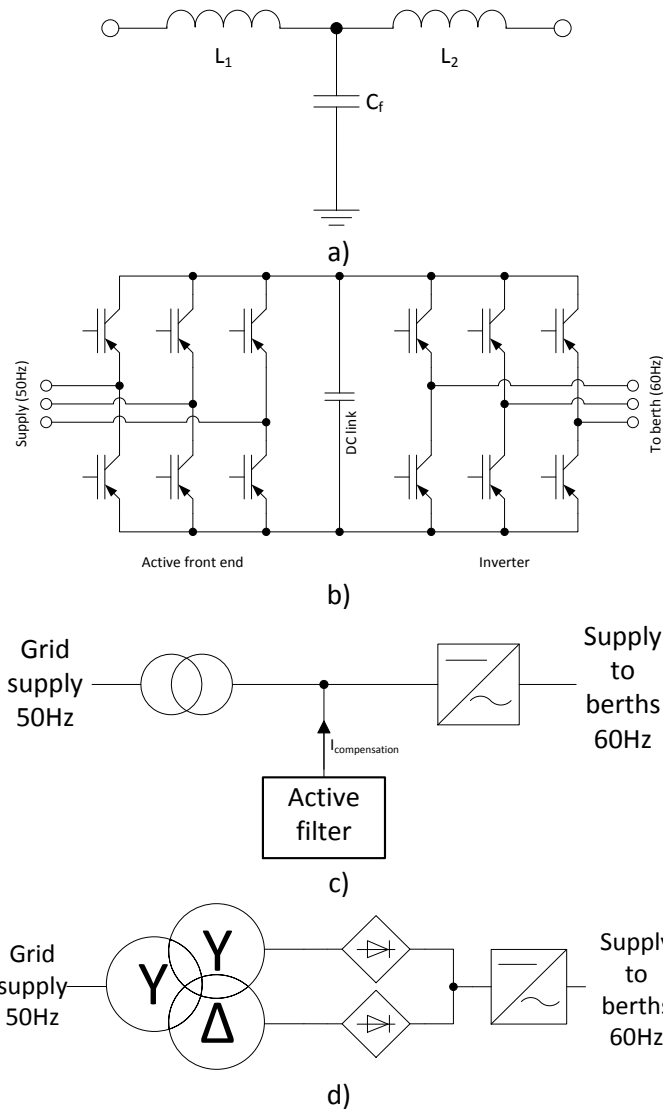 L1
L2
Cf
a)
Supply (50Hz)
DC link
To berth (60Hz)
Active front end
Inverter
b)
Grid
supply
50Hz
Supply
to
berths
60Hz
Icompensation
Active
filter
c)
Grid
supply
50Hz
Y
Y
Δ
Supply
to
berths
60Hz
d)